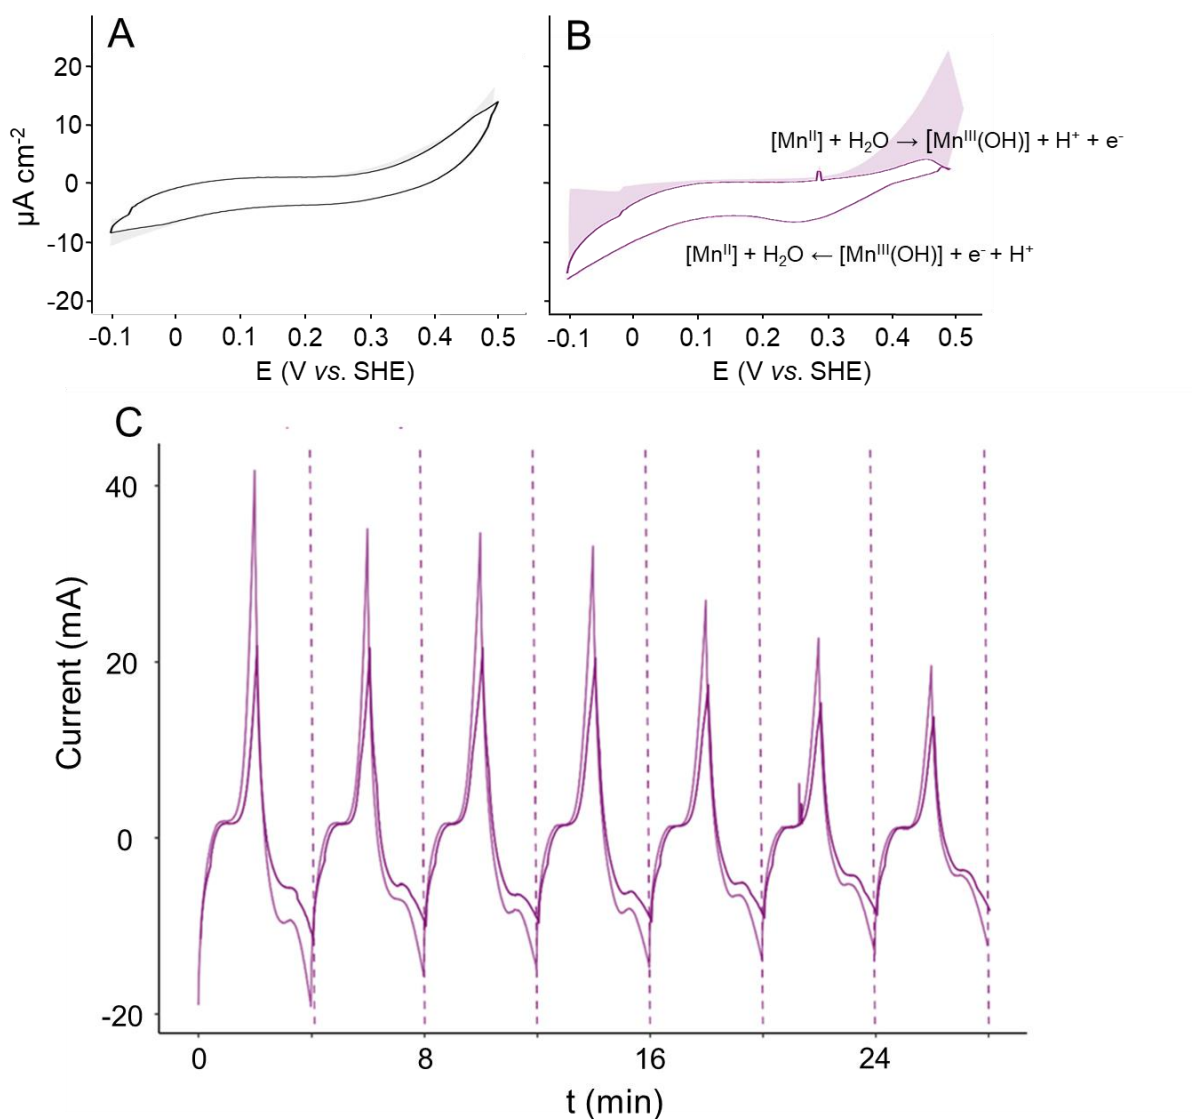 A
B
20
10
0
-10
-20
µA cm-2
[MnII] + H2O → [MnIII(OH)] + H+ + e-
[MnII] + H2O ← [MnIII(OH)] + e- + H+
-0.1 0 0.1 0.2 0.3 0.4 0.5
-0.1 0 0.1 0.2 0.3 0.4 0.5
E (V vs. SHE)
E (V vs. SHE)
C
40
20
0
-20
Current (mA)
0 8 16 24
t (min)